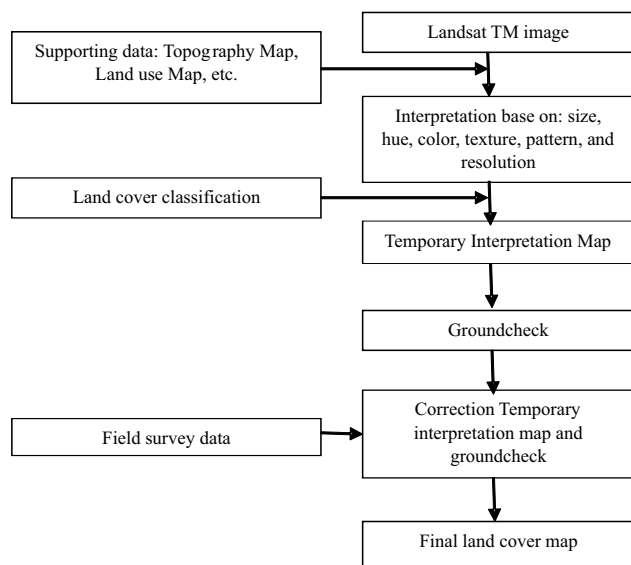 Landsat TM image
Supporting data: Topography Map,
Land use Map, etc.
Interpretation base on: size,
hue, color, texture, pattern, and
resolution
Land cover classification
Temporary Interpretation Map
Groundcheck
Correction Temporary
interpretation map and
groundcheck
Field survey data
Final land cover map